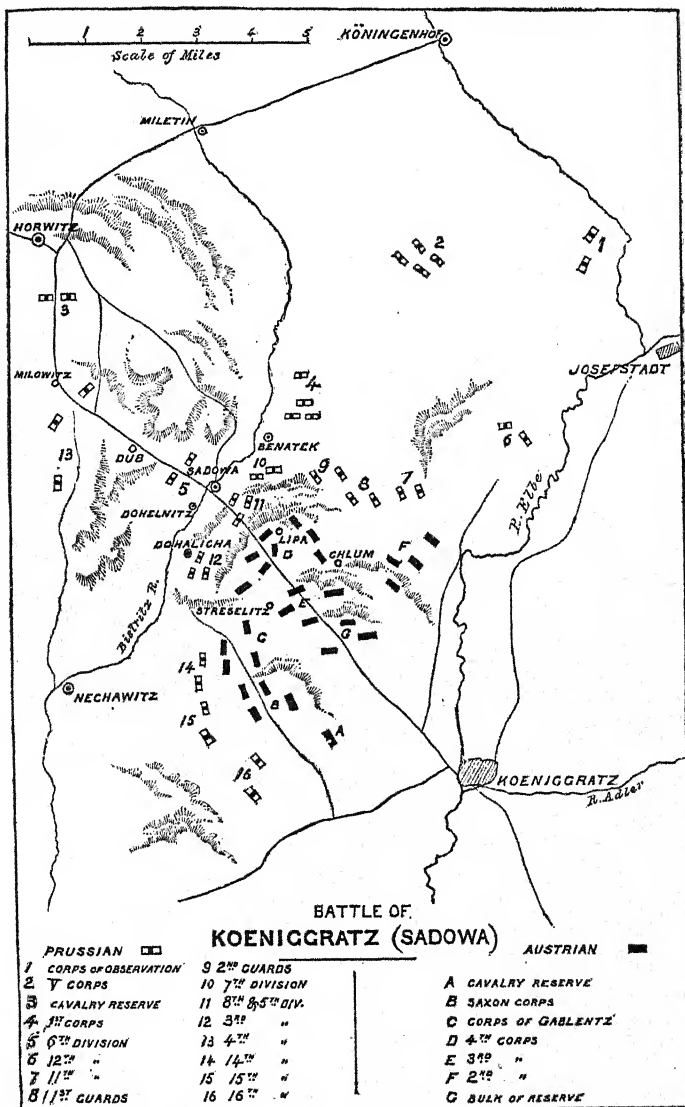 1 2 3 4 5
Scale of Miles
KÖNINGENHOF
MILETIN
HORWITZ
1
2
3
JOSEFSTADT
MILOWITZ
4
BENATEK
6
13
DUB
SADOWA
10
9
8
7
5
11
DOHELNITZ
R. Elbe
LIPA
D
DOHALICHA
12
CHLUM
F
STRESELITZ
E
Bistritz R.
C
G
14
NECHAWITZ
B
15
A
16
KOENIGGRATZ
R. Adler
BATTLE OF
KOENIGGRATZ (SADOWA)
PRUSSIAN
AUSTRIAN
1 CORPS OF OBSERVATION
2 V CORPS
3 CAVALRY RESERVE
4 1ST CORPS
5 6TH DIVISION
6 12TH "
7 11TH "
8 11ST GUARDS
9 2ND GUARDS
10 7TH DIVISION
11 8TH & 5TH DIV.
12 3RD "
13 4TH "
14 14TH "
15 15TH "
16 16TH "
A CAVALRY RESERVE
B SAXON CORPS
C CORPS OF GABLENTZ
D 4TH CORPS
E 3RD "
F 2ND "
G BULK OF RESERVE